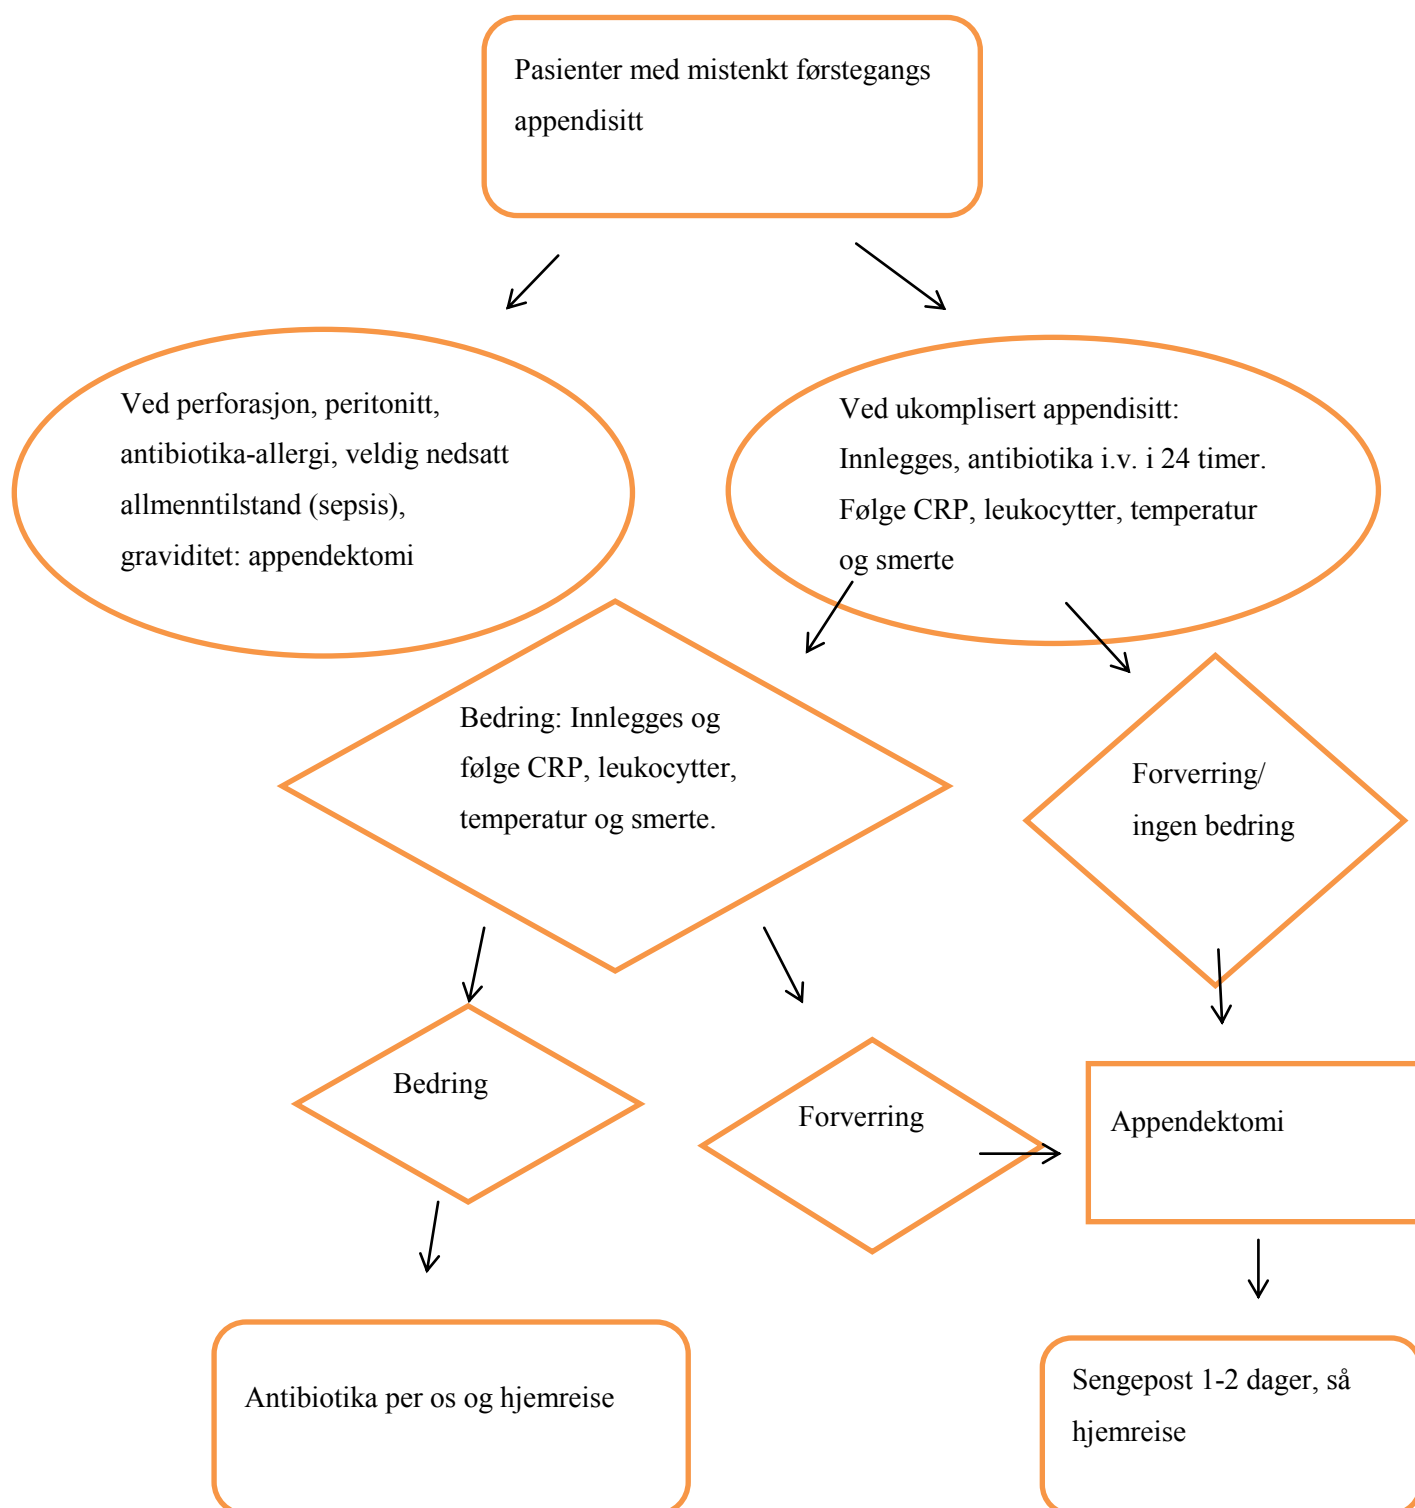 Pasienter med mistenkt førstegangs
appendisitt
Ved perforasjon, peritonitt,
antibiotika-allergi, veldig nedsatt
allmenntilstand (sepsis),
graviditet: appendektomi
Ved ukomplisert appendisitt:
Innlegges, antibiotika i.v. i 24 timer.
Følge CRP, leukocytter, temperatur
og smerte
Bedring: Innlegges og
følge CRP, leukocytter,
temperatur og smerte.
Forverring/
ingen bedring
Bedring
Forverring
Appendektomi
Antibiotika per os og hjemreise
Sengepost 1-2 dager, så
hjemreise